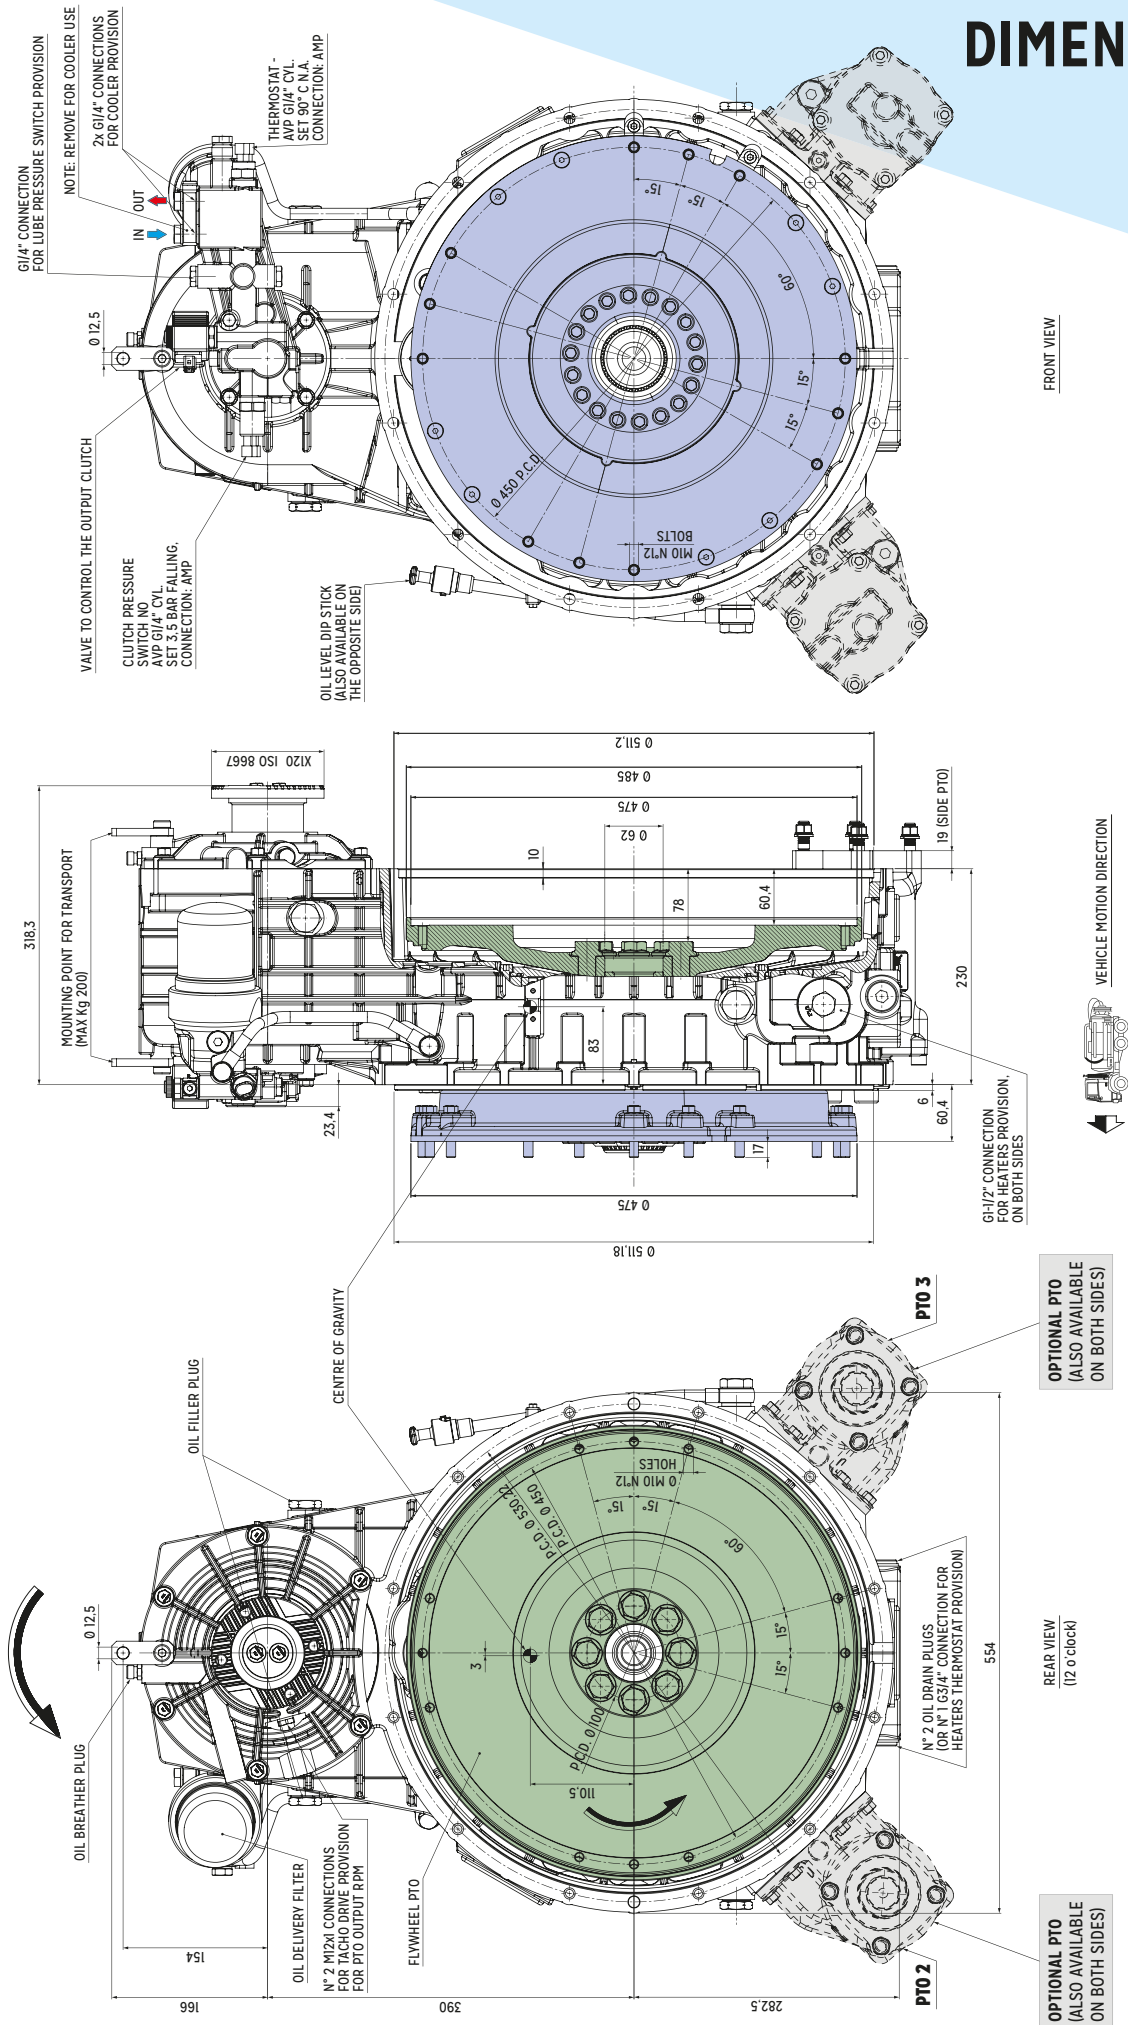 DIMEN
G1/4" CONNECTION
FOR LUBE PRESSURE SWITCH PROVISION
NOTE: REMOVE FOR COOLER USE
2x G1/4" CONNECTIONS
FOR COOLER PROVISION
THERMOSTAT -
AVP G1/4" CYL.
SET 90° C N.A.
CONNECTION: AMP
IN
OUT
Ø 12,5
VALVE TO CONTROL THE OUTPUT CLUTCH
CLUTCH PRESSURE
SWITCH NO
AVP G1/4" CYL.
SET 3,5 BAR FALLING,
CONNECTION: AMP
OIL LEVEL DIP STICK
(ALSO AVAILABLE ON
THE OPPOSITE SIDE)
15°
15°
60°
15°
15°
Ø 450 P.C.D.
M10 N°12
BOLTS
FRONT VIEW
318,3
MOUNTING POINT FOR TRANSPORT
(MAX Kg 200)
X120 ISO 8667
Ø 511,2
Ø 485
Ø 475
Ø 62
10
78
60,4
19 (SIDE PTO)
230
83
23,4
17
6
60,4
Ø 475
Ø 511,18
G1-1/2" CONNECTION
FOR HEATERS PROVISION,
ON BOTH SIDES
VEHICLE MOTION DIRECTION
CENTRE OF GRAVITY
OIL FILLER PLUG
Ø 12,5
OIL BREATHER PLUG
OIL DELIVERY FILTER
N° 2 M12x1 CONNECTIONS
FOR TACHO DRIVE PROVISION
FOR PTO OUTPUT RPM
FLYWHEEL PTO
P.C.D. Ø 530,22
P.C.D. Ø 450
Ø M10 N°12
HOLES
15°
15°
60°
15°
15°
3
P.C.D. Ø100
110,5
154
166
390
282,5
554
N° 2 OIL DRAIN PLUGS
(OR N° 1 G3/4" CONNECTION FOR
HEATERS THERMOSTAT PROVISION)
REAR VIEW
(12 o'clock)
PTO 3
OPTIONAL PTO
(ALSO AVAILABLE
ON BOTH SIDES)
PTO 2
OPTIONAL PTO
(ALSO AVAILABLE
ON BOTH SIDES)